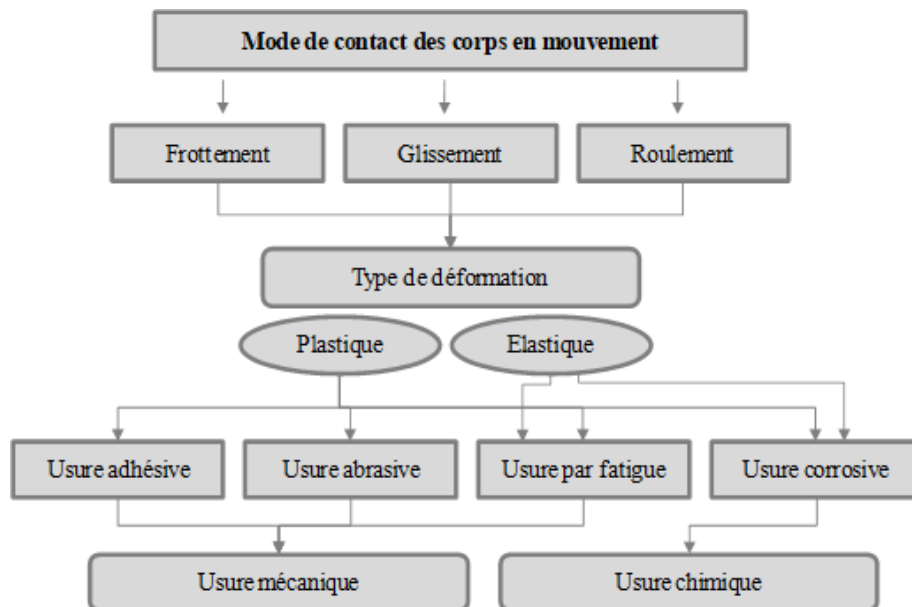 Mode de contact des corps en mouvement
Frottement
Glissement
Roulement
Type de déformation
Plastique
Elastique
Usure adhésive
Usure abrasive
Usure par fatigue
Usure corrosive
Usure mécanique
Usure chimique